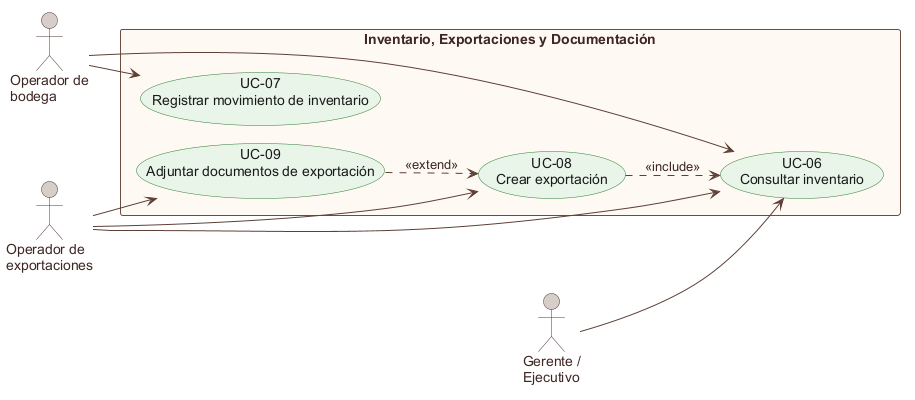 Inventario, Exportaciones y Documentación
Operador de
bodega
UC-07
Registrar movimiento de inventario
UC-09
Adjuntar documentos de exportación
«extend»
UC-08
Crear exportación
«include»
UC-06
Consultar inventario
Operador de
exportaciones
Gerente /
Ejecutivo